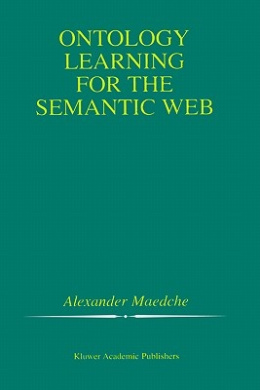 ONTOLOGY
LEARNING
FOR THE
SEMANTIC WEB
Alexander Maedche
Kluwer Academic Publishers